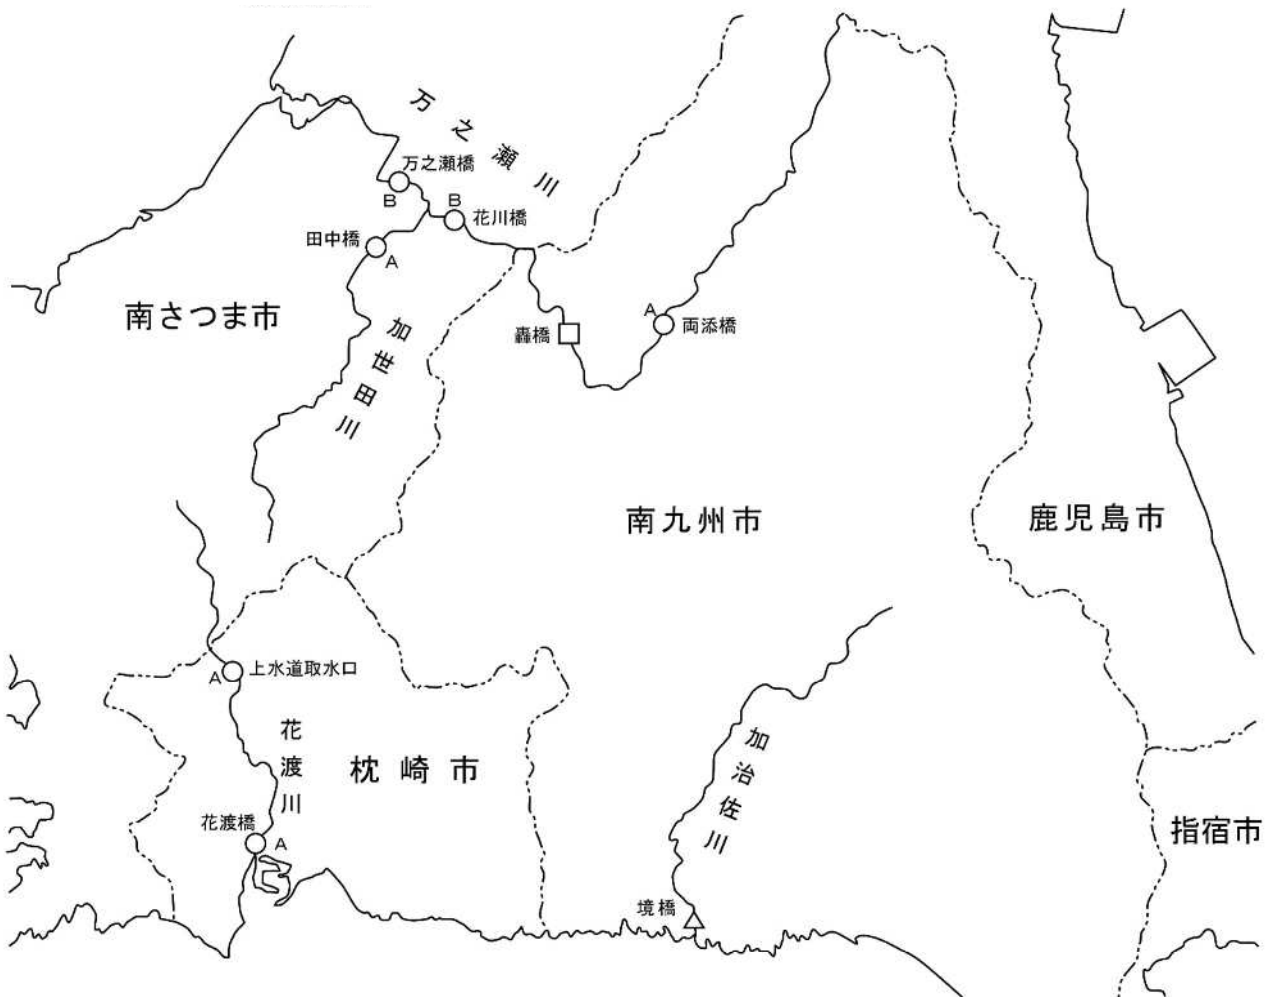 万之瀬川
万之瀬橋
B
B
花川橋
田中橋
A
南さつま市
加世田川
轟橋
A
両添橋
南九州市
鹿児島市
上水道取水口
A
花渡川
枕崎市
加治佐川
花渡橋
A
指宿市
境橋